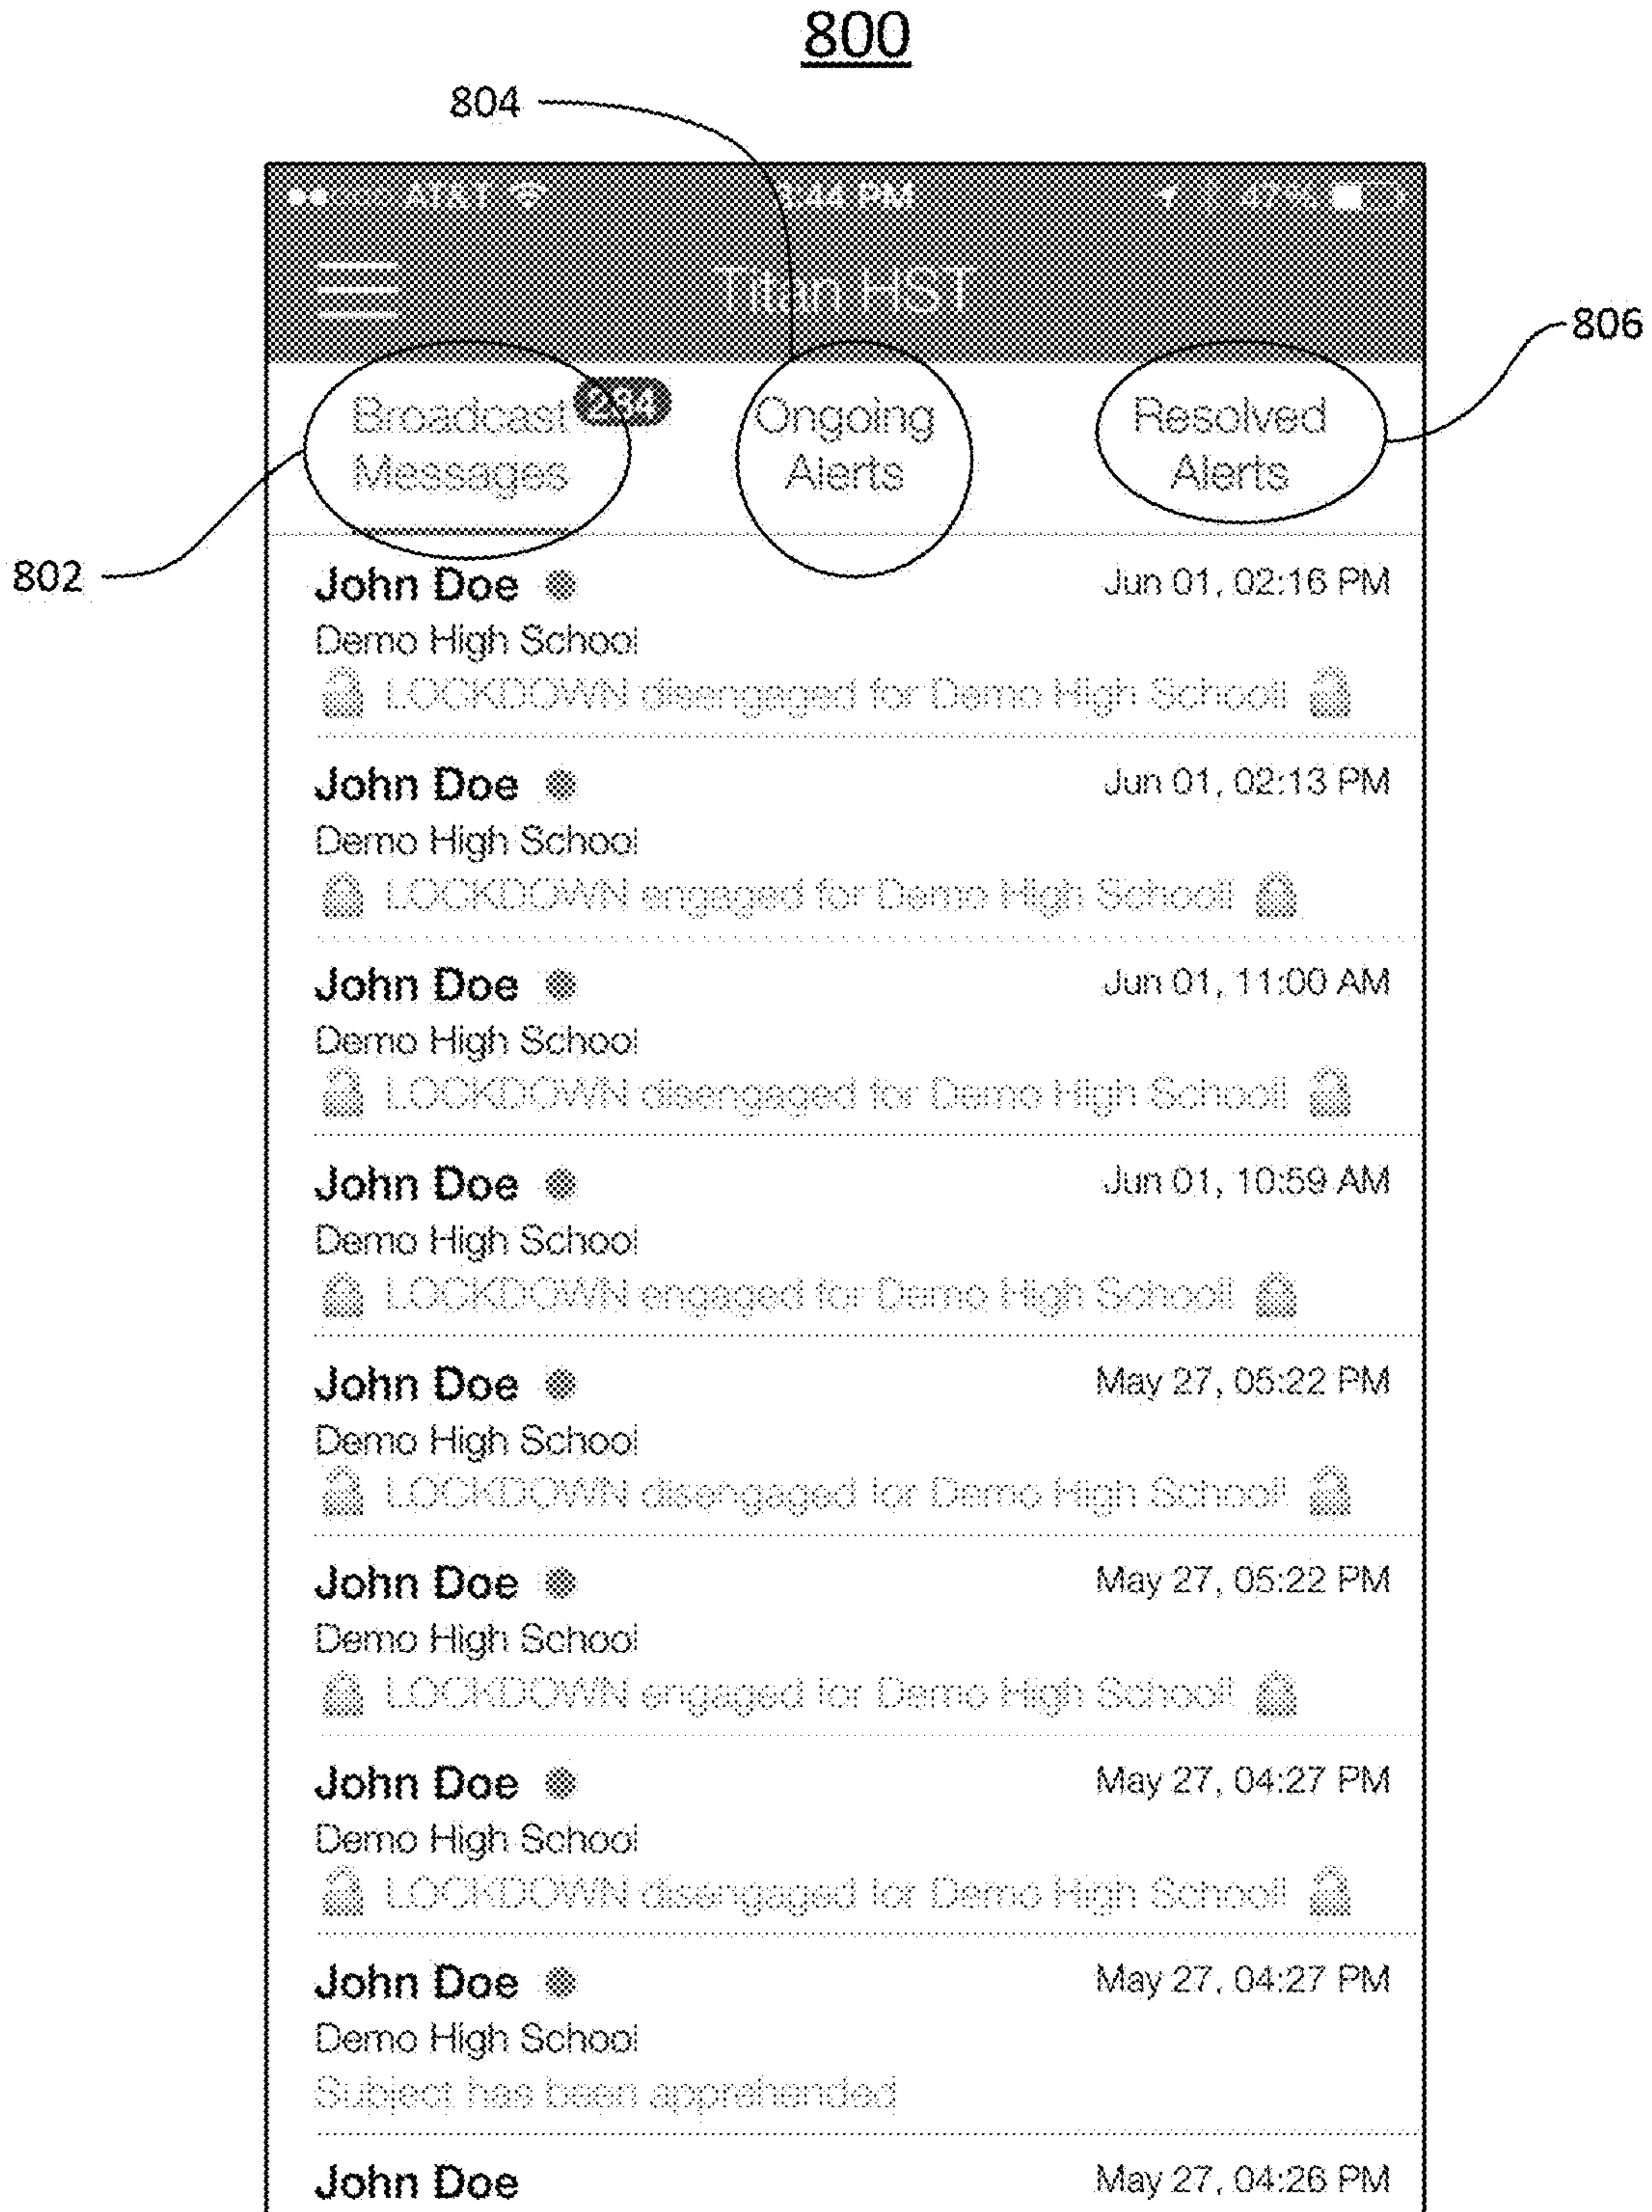 800
804
AT&T 3:44 PM 47%
Titan HST
806
Broadcast Messages 234
Ongoing Alerts
Resolved Alerts
802
John Doe Jun 01, 02:16 PM
Demo High School
LOCKDOWN disengaged for Demo High School!
John Doe Jun 01, 02:13 PM
Demo High School
LOCKDOWN engaged for Demo High School!
John Doe Jun 01, 11:00 AM
Demo High School
LOCKDOWN disengaged for Demo High School!
John Doe Jun 01, 10:59 AM
Demo High School
LOCKDOWN engaged for Demo High School!
John Doe May 27, 05:22 PM
Demo High School
LOCKDOWN disengaged for Demo High School!
John Doe May 27, 05:22 PM
Demo High School
LOCKDOWN engaged for Demo High School!
John Doe May 27, 04:27 PM
Demo High School
LOCKDOWN disengaged for Demo High School!
John Doe May 27, 04:27 PM
Demo High School
Subject has been apprehended
John Doe May 27, 04:26 PM